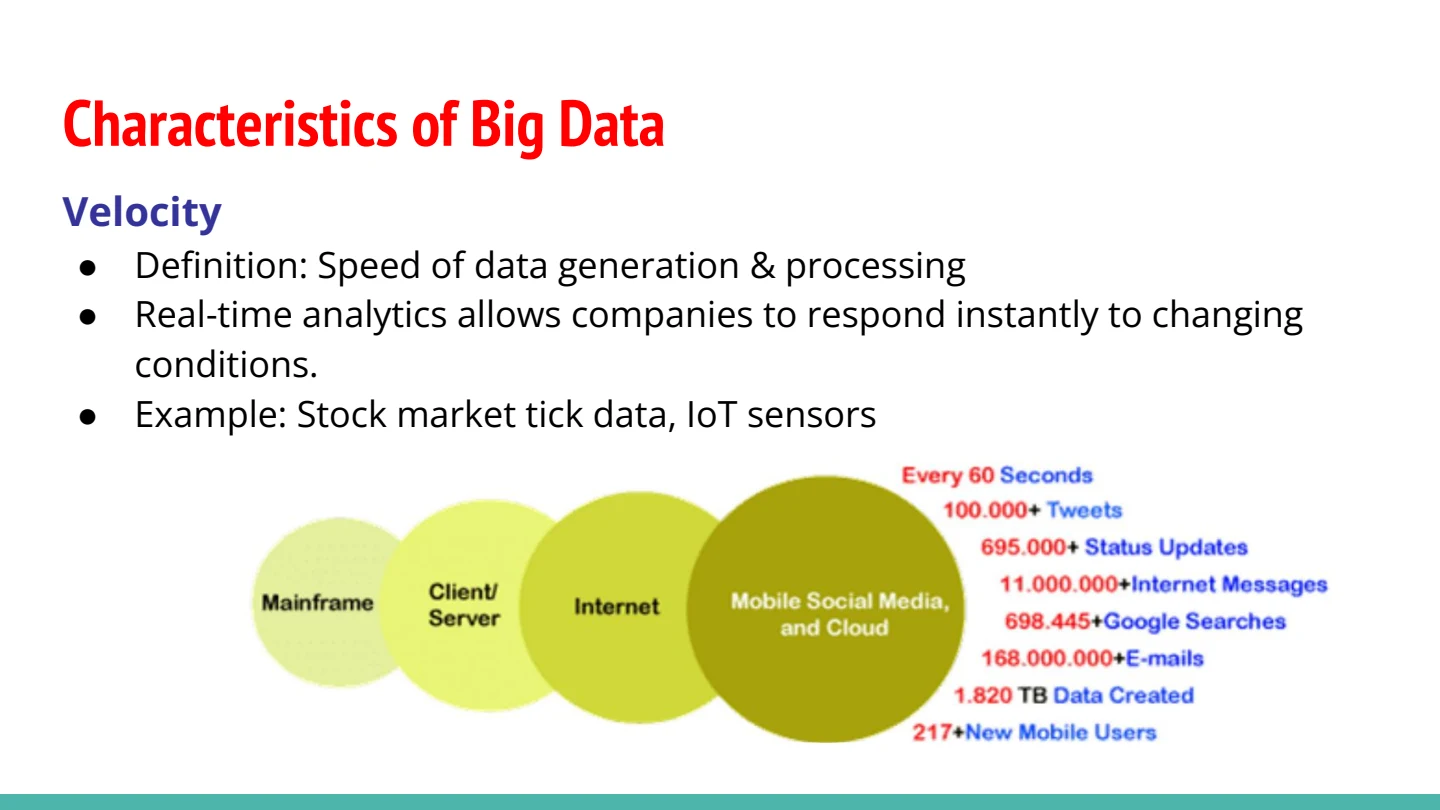 Characteristics of Big Data
Velocity
● Definition: Speed of data generation & processing
● Real-time analytics allows companies to respond instantly to changing
conditions.
● Example: Stock market tick data, IoT sensors
Mainframe
Client/
Server
Internet
Mobile Social Media,
and Cloud
Every 60 Seconds
100.000+ Tweets
695.000+ Status Updates
11.000.000+Internet Messages
698.445+Google Searches
168.000.000+E-mails
1.820 TB Data Created
217+New Mobile Users